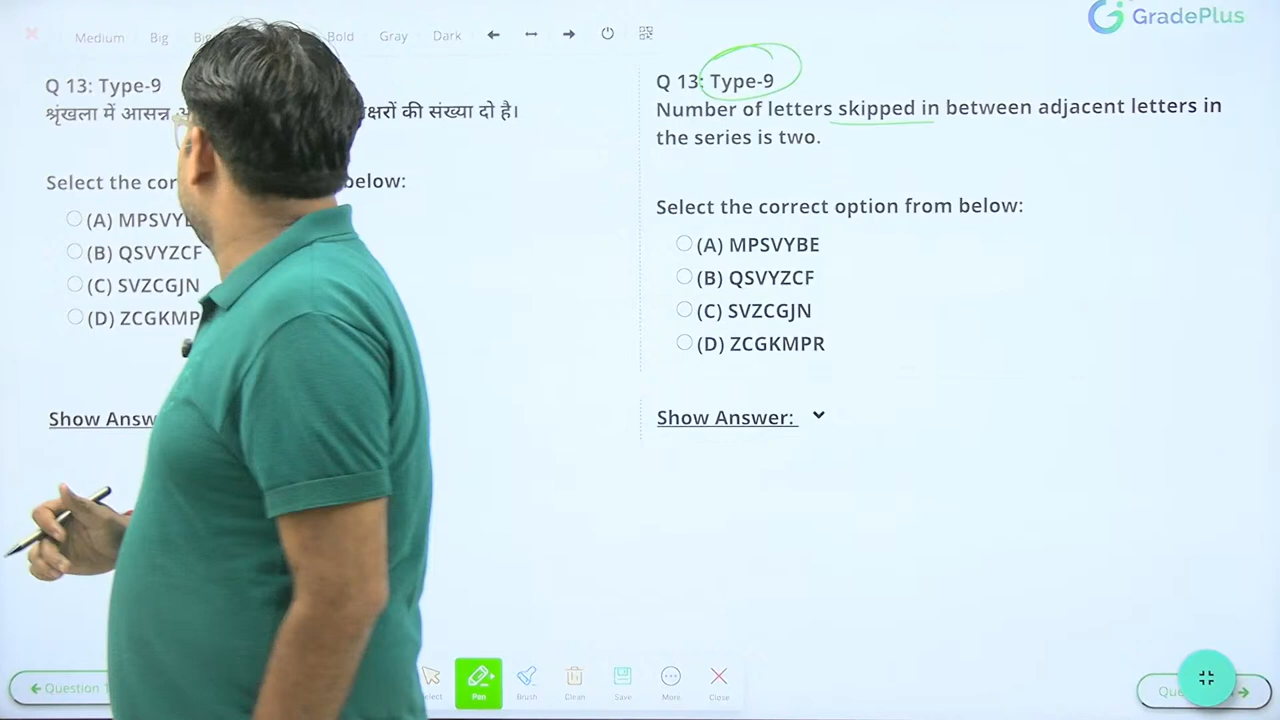 GradePlus
Medium Big Bold Gray Dark
Q 13: Type-9
श्रृंखला में आसन्न क्षरों की संख्या दो है।
Select the cor below:
(A) MPSVY
(B) QSVYZCF
(C) SVZCGJN
(D) ZCGKMP
Show Answ
Q 13: Type-9
Number of letters skipped in between adjacent letters in
the series is two.
Select the correct option from below:
(A) MPSVYBE
(B) QSVYZCF
(C) SVZCGJN
(D) ZCGKMPR
Show Answer:
Question
elect Pen Brush Clean Save More Close
Qu